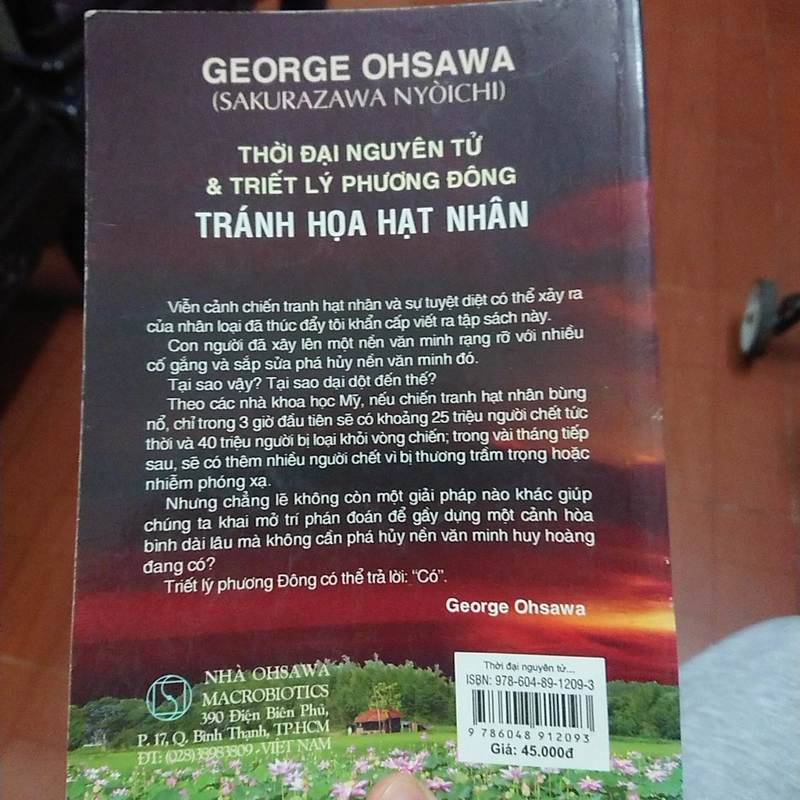 GEORGE OHSAWA
(SAKURAZAWA NYÒICHI)
THỜI ĐẠI NGUYÊN TỬ
& TRIẾT LÝ PHƯƠNG ĐÔNG
TRÁNH HỌA HẠT NHÂN
Viễn cảnh chiến tranh hạt nhân và sự tuyệt diệt có thể xảy ra
của nhân loại đã thúc đẩy tôi khẩn cấp viết ra tập sách này.
Con người đã xây lên một nền văn minh rạng rỡ với nhiều
cố gắng và sắp sửa phá hủy nền văn minh đó.
Tại sao vậy? Tại sao dại dột đến thế?
Theo các nhà khoa học Mỹ, nếu chiến tranh hạt nhân bùng
nổ, chỉ trong 3 giờ đầu tiên sẽ có khoảng 25 triệu người chết tức
thời và 40 triệu người bị loại khỏi vòng chiến; trong vài tháng tiếp
sau, sẽ có thêm nhiều người chết vì bị thương trầm trọng hoặc
nhiễm phóng xạ.
Nhưng chẳng lẽ không còn một giải pháp nào khác giúp
chúng ta khai mở trí phán đoán để gầy dựng một cảnh hòa
bình dài lâu mà không cần phá hủy nền văn minh huy hoàng
đang có?
Triết lý phương Đông có thể trả lời: “Có”.
George Ohsawa
NHÀ OHSAWA
MACROBIOTICS
390 Điện Biên Phủ,
P. 17, Q. Bình Thạnh, TP.HCM
ĐT: (028)38983809 - VIỆT NAM
Thời đại nguyên tử...
ISBN: 978-604-89-1209-3
9 786048 912093
Giá: 45.000đ